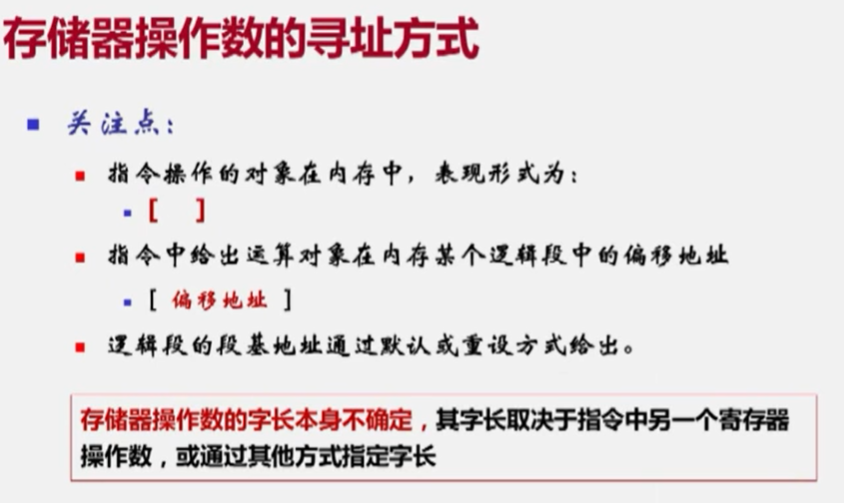 存储器操作数的寻址方式
关注点：
指令操作的对象在内存中，表现形式为：
[ ]
指令中给出运算对象在内存某个逻辑段中的偏移地址
[ 偏移地址 ]
逻辑段的段基地址通过默认或重设方式给出。
存储器操作数的字长本身不确定，其字长取决于指令中另一个寄存器
操作数，或通过其他方式指定字长